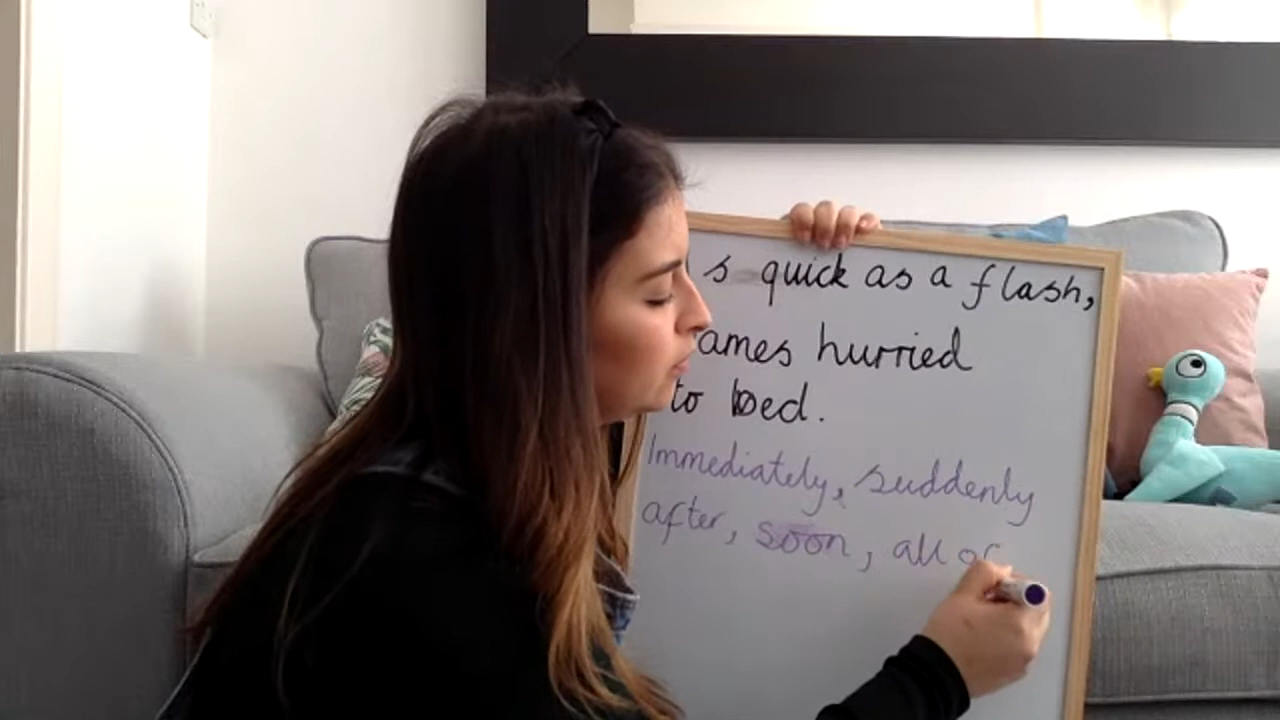 s quick as a flash,
ames hurried
to bed.
Immediately, suddenly
after, soon, all of